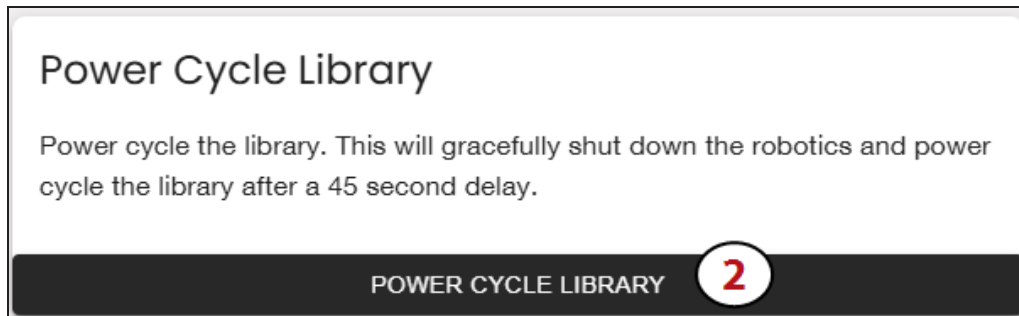 Power Cycle Library
Power cycle the library. This will gracefully shut down the robotics and power
cycle the library after a 45 second delay.
POWER CYCLE LIBRARY 2